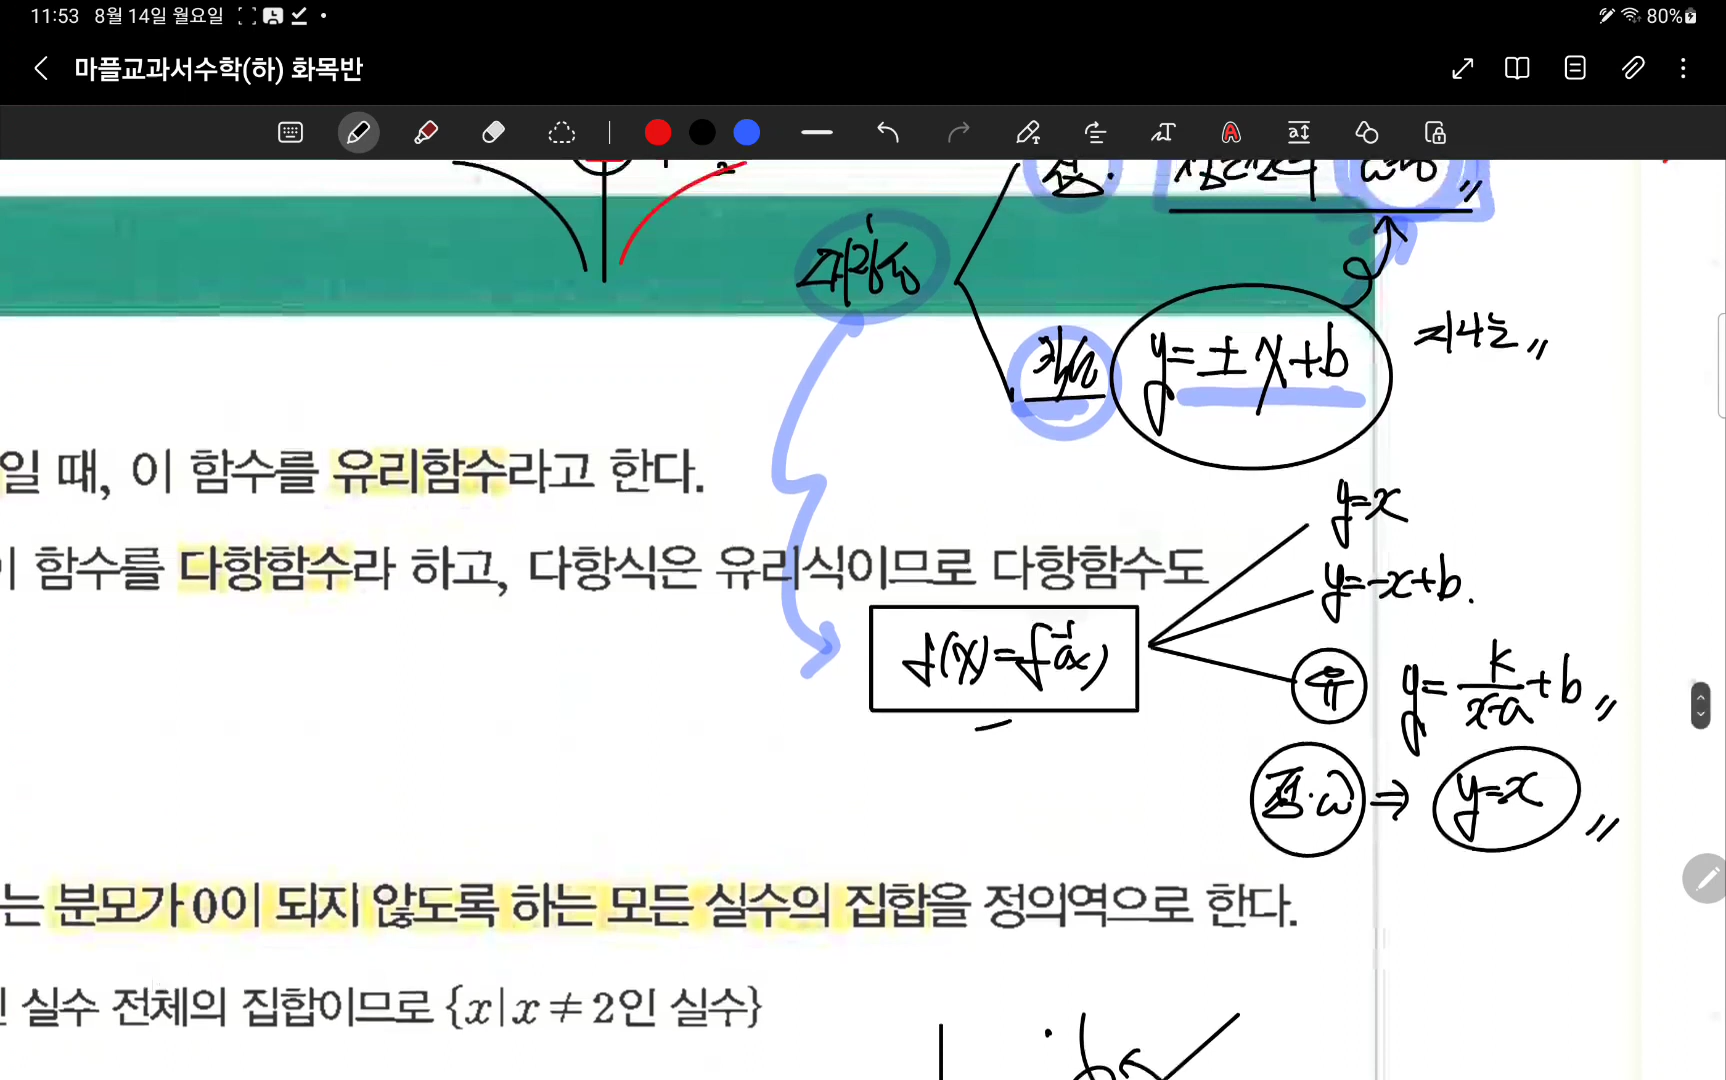 11:53 8월 14일 월요일
80%
마플교과서수학(하) 화목반
점.
y=±x+b
지나는
일 때, 이 함수를 유리함수라고 한다.
y=x
함수를 다항함수라 하고, 다항식은 유리식이므로 다항함수도
y=-x+b.
f(x)=f⁻¹(x)
유
y=k/(x-a)+b
점·ω ⇒ y=x
는 분모가 0이 되지 않도록 하는 모든 실수의 집합을 정의역으로 한다.
실수 전체의 집합이므로 {x|x≠2인 실수}